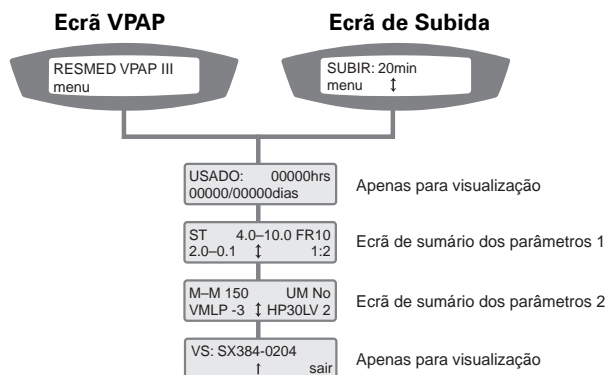 Ecrã VPAP
Ecrã de Subida
RESMED VPAP III
menu
SUBIR: 20min
menu ↕
USADO: 00000hrs
00000/00000dias
Apenas para visualização
ST 4.0–10.0 FR10
2.0–0.1 ↕ 1:2
Ecrã de sumário dos parâmetros 1
M–M 150 UM No
VMLP -3 ↕ HP30LV 2
Ecrã de sumário dos parâmetros 2
VS: SX384-0204
↑ sair
Apenas para visualização